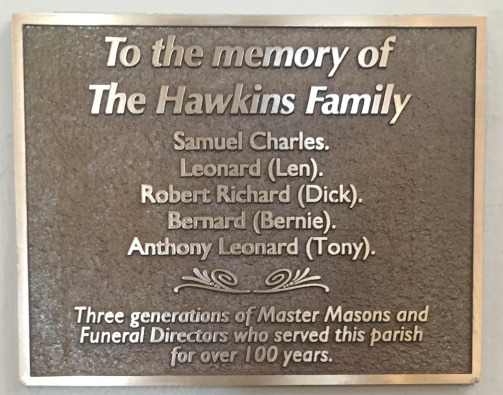 To the memory of
The Hawkins Family
Samuel Charles.
Leonard (Len).
Robert Richard (Dick).
Bernard (Bernie).
Anthony Leonard (Tony).
Three generations of Master Masons and
Funeral Directors who served this parish
for over 100 years.